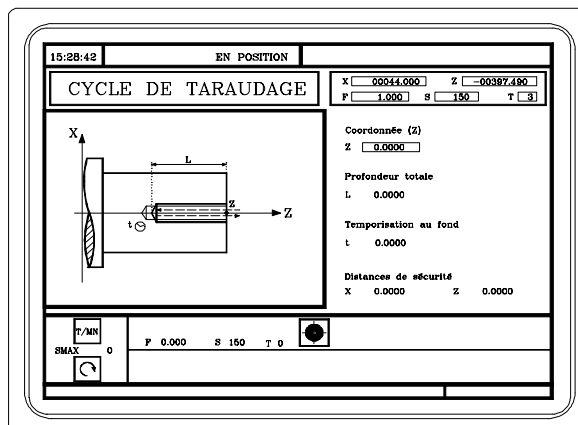 15:28:42 EN POSITION
CYCLE DE TARAUDAGE
X 00044.000 Z -00397.490
F 1.000 S 150 T 3
X
L
Z
Z
t
Coordonnée (Z)
Z 0.0000
Profondeur totale
L 0.0000
Temporisation au fond
t 0.0000
Distances de sécurité
X 0.0000 Z 0.0000
T/MN
SMAX 0
F 0.000 S 150 T 0